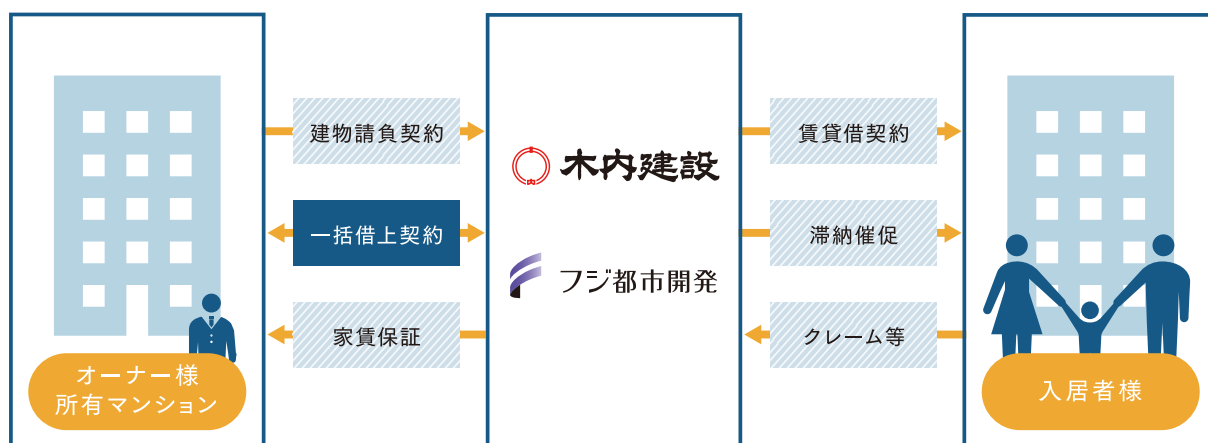 建物請負契約
一括借上契約
家賃保証
オーナー様
所有マンション
木内建設
フジ都市開発
賃貸借契約
滞納催促
クレーム等
入居者様